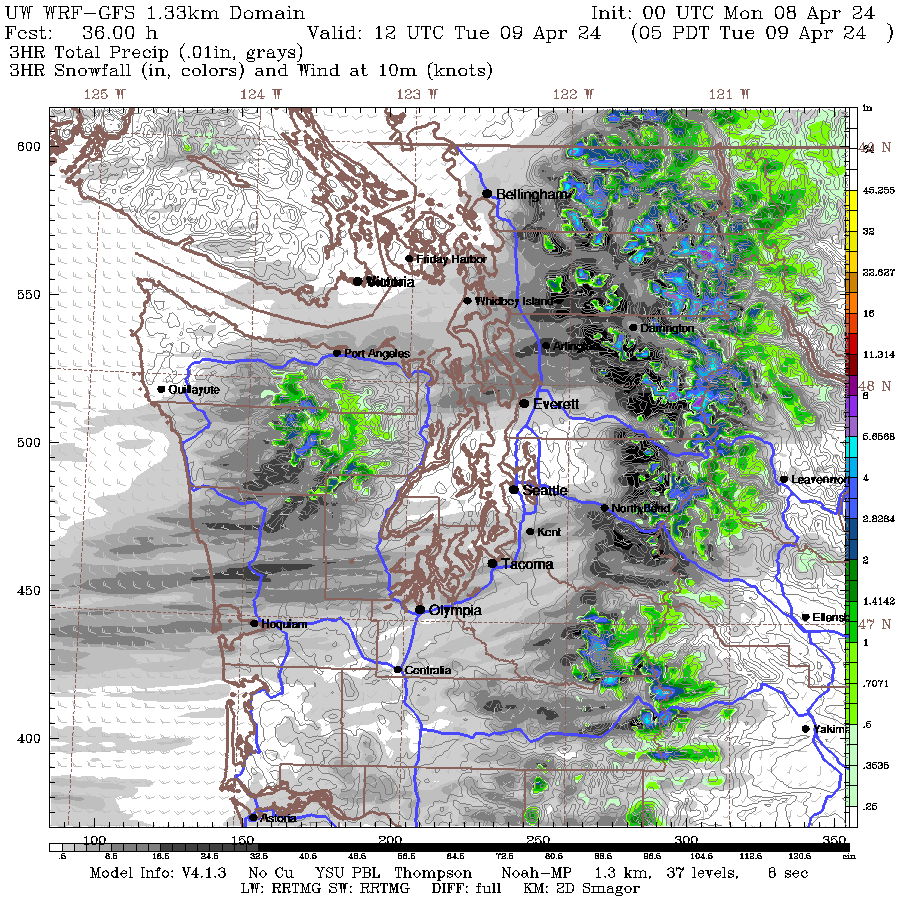 UW WRF-GFS 1.33km Domain Init: 00 UTC Mon 08 Apr 24
Fcst: 36.00 h Valid: 12 UTC Tue 09 Apr 24 (05 PDT Tue 09 Apr 24 )
3HR Total Precip (.01in, grays)
3HR Snowfall (in, colors) and Wind at 10m (knots)
125 W 124 W 123 W 122 W 121 W
in
600
Bellingham
45.255
32
Friday Harbor
Victoria
22.627
550
Whidbey Island
16
Darrington
Port Angeles
11.314
Quillayute
48 N
8
Everett
500
5.6568
Leavenwor
4
Seattle
North Bend
2.8284
Kent
Tacoma
2
450
1.4142
Olympia
Ellens
Hoquiam
47 N
1
Centralia
.7071
.5
400
Yakima
.3535
.25
Astoria
100 150 200 250 300 350
.5 8.5 16.5 24.5 32.5 40.5 48.5 56.5 64.5 72.5 80.5 88.5 96.5 104.5 112.5 120.5 cin
Model Info: V4.1.3 No Cu YSU PBL Thompson Noah-MP 1.3 km, 37 levels, 8 sec
LW: RRTMG SW: RRTMG DIFF: full KM: 2D Smagor